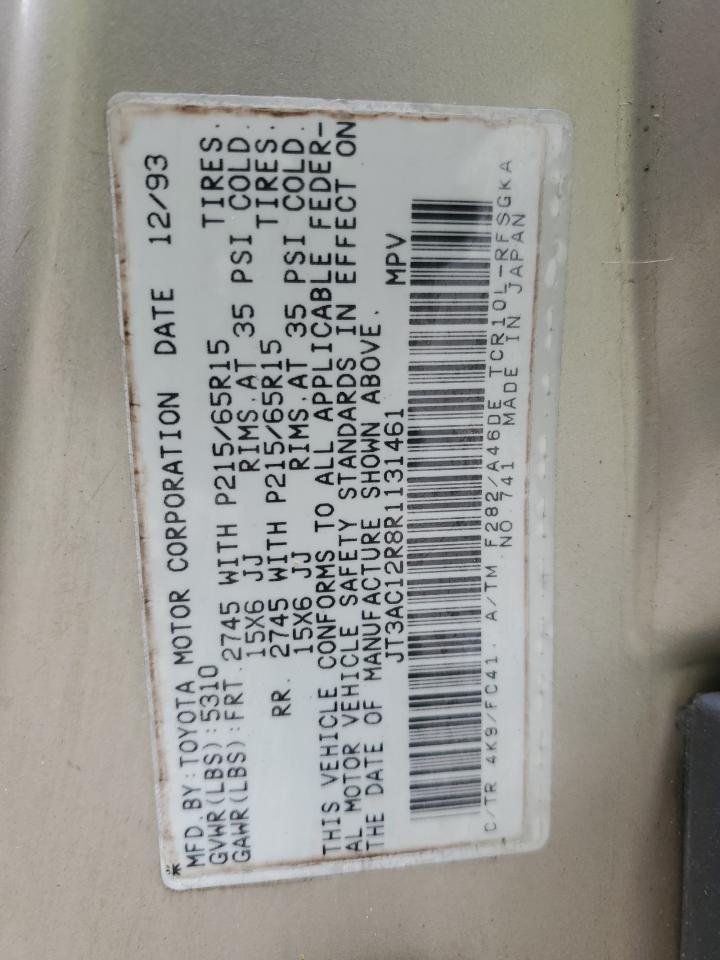 * MFD.BY:TOYOTA MOTOR CORPORATION DATE 12/93
GVWR(LBS):5310
GAWR(LBS):FRT.2745 WITH P215/65R15 TIRES.
15X6 JJ RIMS.AT 35 PSI COLD.
RR. 2745 WITH P215/65R15 TIRES.
15X6 JJ RIMS.AT 35 PSI COLD.
THIS VEHICLE CONFORMS TO ALL APPLICABLE FEDER-
AL MOTOR VEHICLE SAFETY STANDARDS IN EFFECT ON
THE DATE OF MANUFACTURE SHOWN ABOVE.
JT3AC12R8R1131461 MPV
C/TR 4K9/FC41. A/TM F282/A46DE TCR10L-RFSGKA
NO.741 MADE IN JAPAN